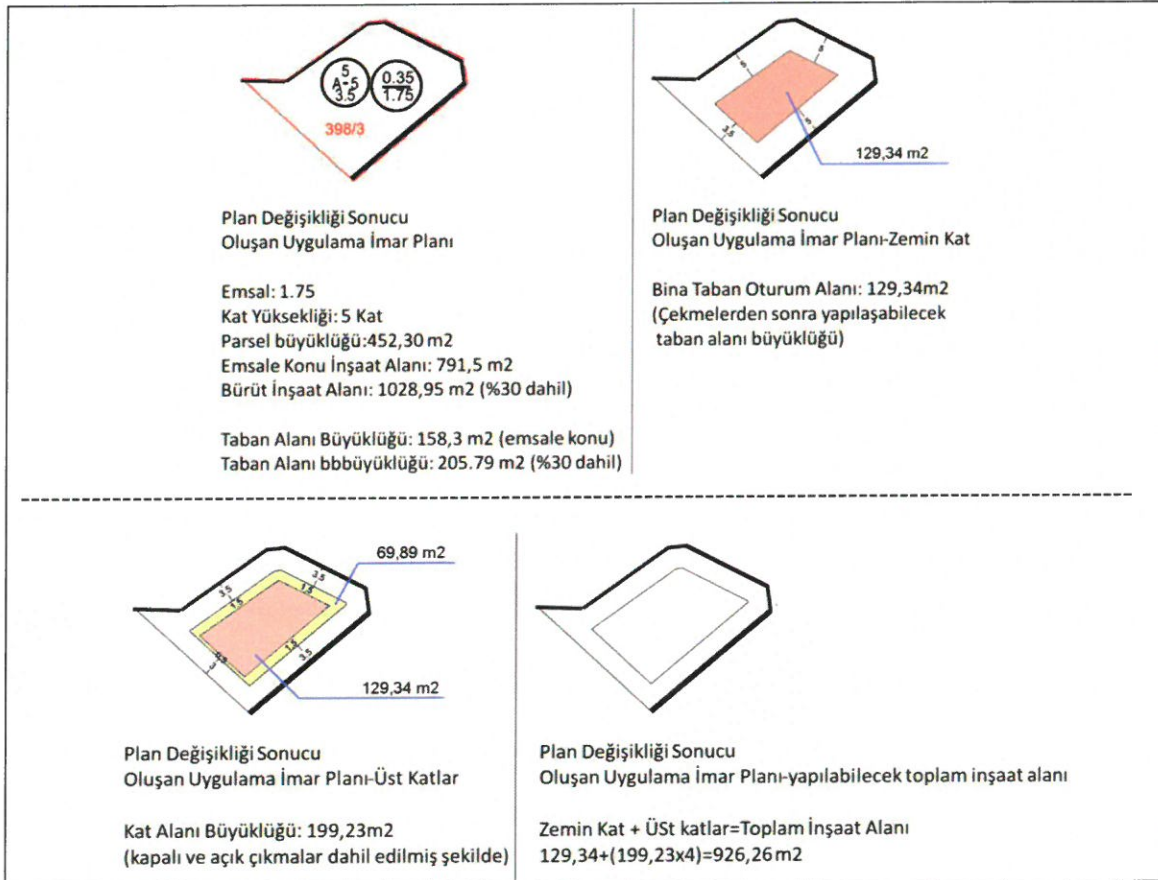 5
A-5
3.5
0.35
1.75
398/3
Plan Değişikliği Sonucu
Oluşan Uygulama İmar Planı
Emsal: 1.75
Kat Yüksekliği: 5 Kat
Parsel büyüklüğü:452,30 m2
Emsale Konu İnşaat Alanı: 791,5 m2
Bürüt İnşaat Alanı: 1028,95 m2 (%30 dahil)
Taban Alanı Büyüklüğü: 158,3 m2 (emsale konu)
Taban Alanı bbbüyüklüğü: 205.79 m2 (%30 dahil)
5
5
3.5
5
129,34 m2
Plan Değişikliği Sonucu
Oluşan Uygulama İmar Planı-Zemin Kat
Bina Taban Oturum Alanı: 129,34m2
(Çekmelerden sonra yapılaşabilecek
taban alanı büyüklüğü)
69,89 m2
3.5
1.5
3.5
1.5
0.5
3
1.5
3.5
129,34 m2
Plan Değişikliği Sonucu
Oluşan Uygulama İmar Planı-Üst Katlar
Kat Alanı Büyüklüğü: 199,23m2
(kapalı ve açık çıkmalar dahil edilmiş şekilde)
Plan Değişikliği Sonucu
Oluşan Uygulama İmar Planı-yapılabilecek toplam inşaat alanı
Zemin Kat + ÜSt katlar=Toplam İnşaat Alanı
129,34+(199,23x4)=926,26m2